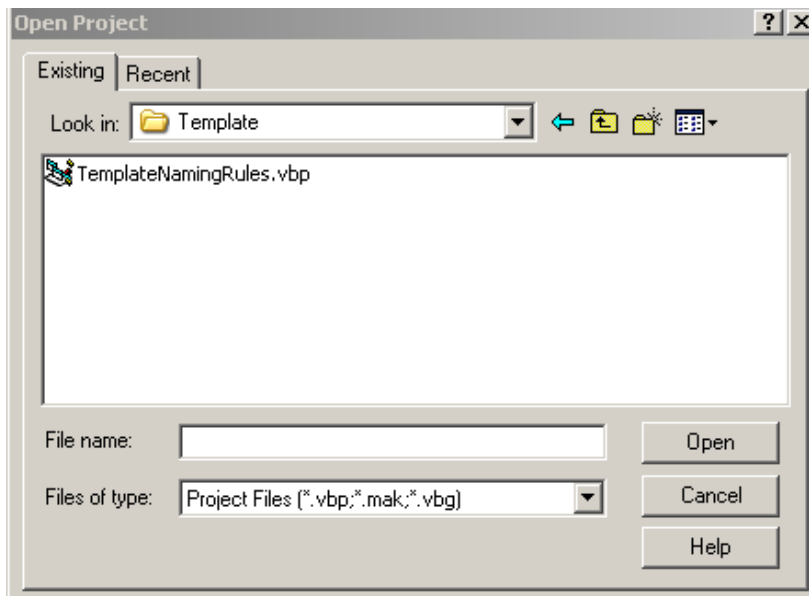 Open Project
Existing Recent
Look in: Template
TemplateNamingRules.vbp
File name: Open
Files of type: Project Files (*.vbp;*.mak;*.vbg) Cancel
Help